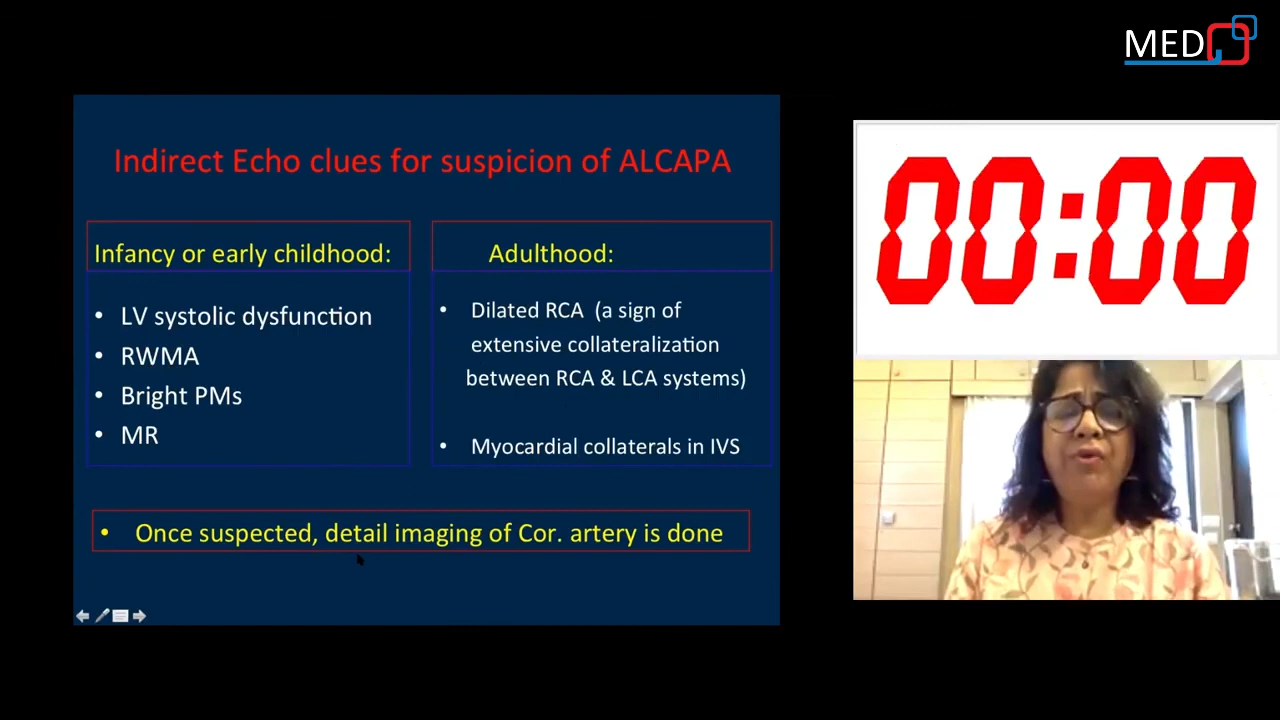 MED
Indirect Echo clues for suspicion of ALCAPA
Infancy or early childhood:
• LV systolic dysfunction
• RWMA
• Bright PMs
• MR
Adulthood:
• Dilated RCA (a sign of
extensive collateralization
between RCA & LCA systems)
• Myocardial collaterals in IVS
• Once suspected, detail imaging of Cor. artery is done
00:00